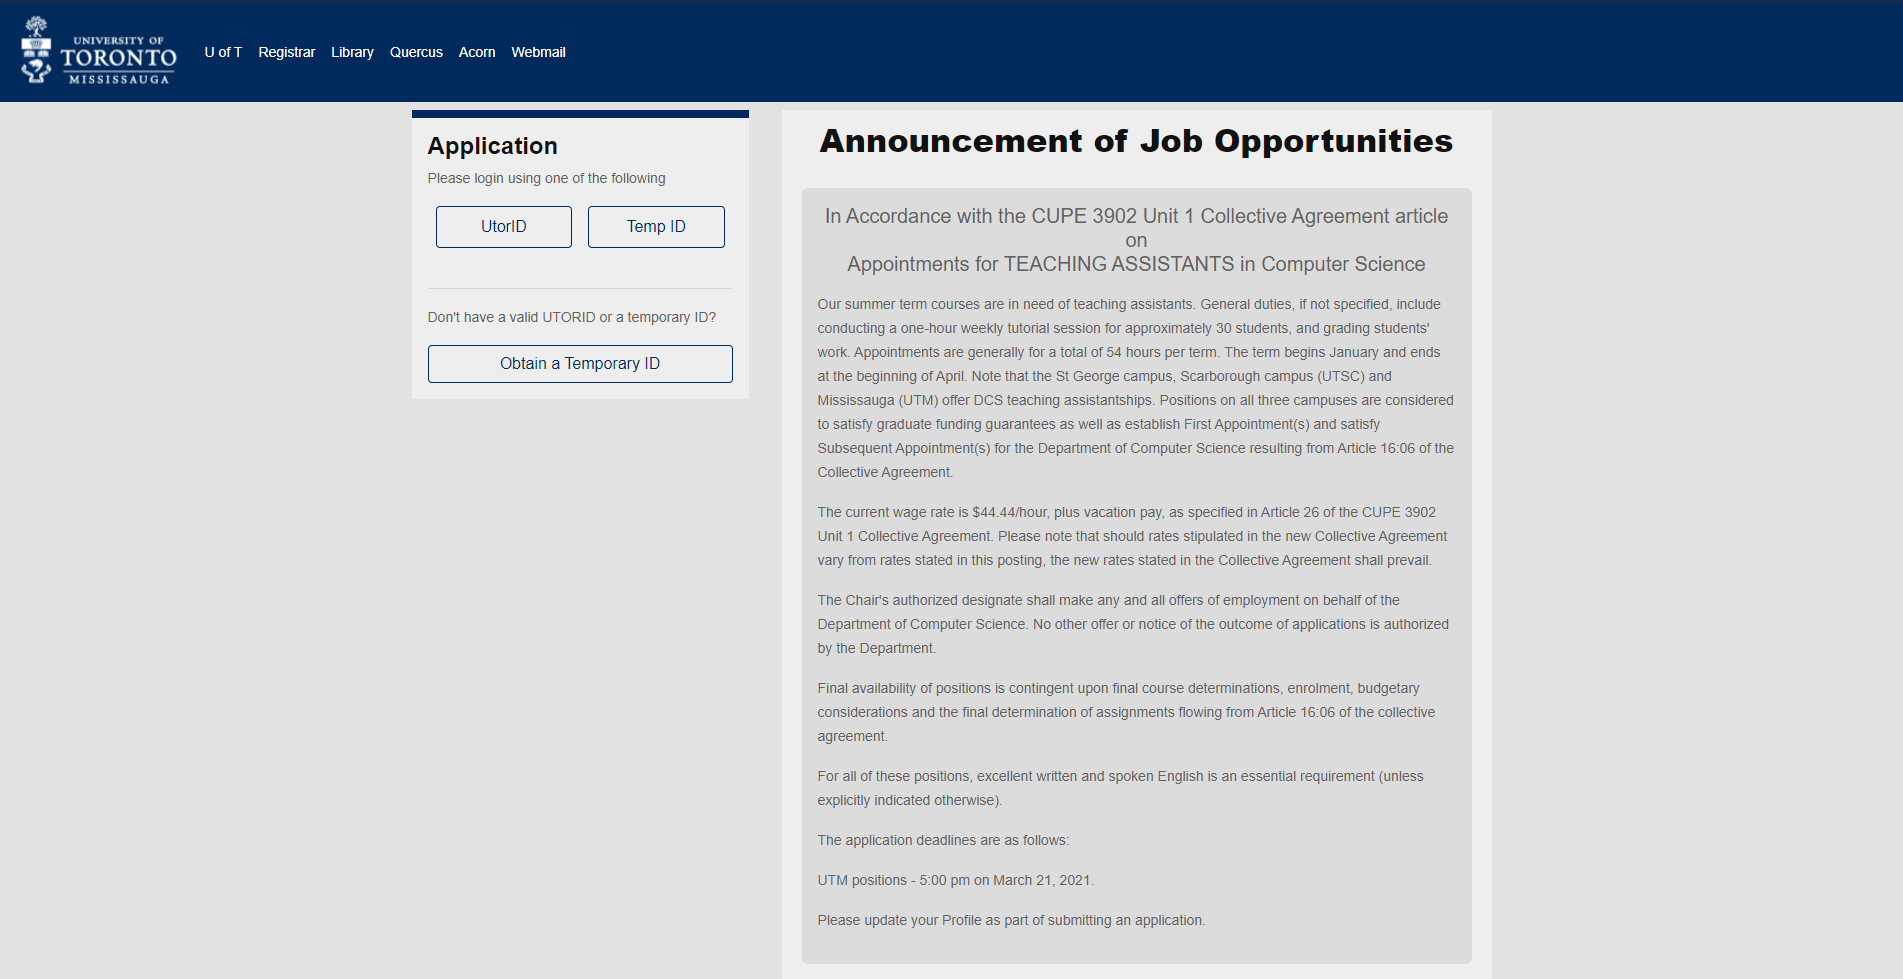 UNIVERSITY OF
TORONTO
MISSISSAUGA
U of T Registrar Library Quercus Acorn Webmail
Application
Please login using one of the following
UtorID Temp ID
Don't have a valid UTORID or a temporary ID?
Obtain a Temporary ID
Announcement of Job Opportunities
In Accordance with the CUPE 3902 Unit 1 Collective Agreement article
on
Appointments for TEACHING ASSISTANTS in Computer Science
Our summer term courses are in need of teaching assistants. General duties, if not specified, include
conducting a one-hour weekly tutorial session for approximately 30 students, and grading students'
work. Appointments are generally for a total of 54 hours per term. The term begins January and ends
at the beginning of April. Note that the St George campus, Scarborough campus (UTSC) and
Mississauga (UTM) offer DCS teaching assistantships. Positions on all three campuses are considered
to satisfy graduate funding guarantees as well as establish First Appointment(s) and satisfy
Subsequent Appointment(s) for the Department of Computer Science resulting from Article 16:06 of the
Collective Agreement.
The current wage rate is $44.44/hour, plus vacation pay, as specified in Article 26 of the CUPE 3902
Unit 1 Collective Agreement. Please note that should rates stipulated in the new Collective Agreement
vary from rates stated in this posting, the new rates stated in the Collective Agreement shall prevail.
The Chair's authorized designate shall make any and all offers of employment on behalf of the
Department of Computer Science. No other offer or notice of the outcome of applications is authorized
by the Department.
Final availability of positions is contingent upon final course determinations, enrolment, budgetary
considerations and the final determination of assignments flowing from Article 16:06 of the collective
agreement.
For all of these positions, excellent written and spoken English is an essential requirement (unless
explicitly indicated otherwise).
The application deadlines are as follows:
UTM positions - 5:00 pm on March 21, 2021.
Please update your Profile as part of submitting an application.